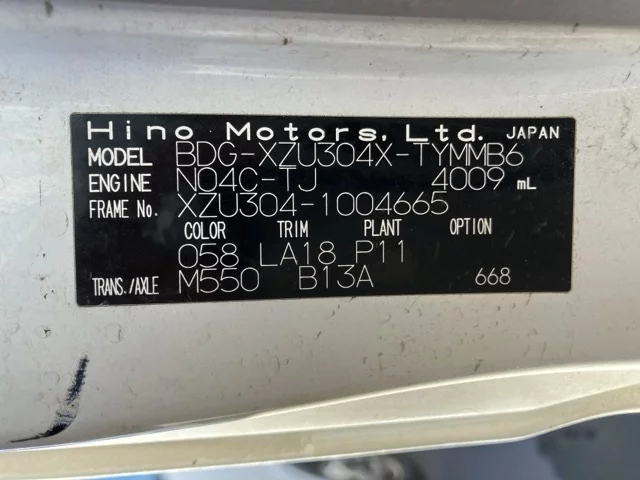 Hino Motors, Ltd. JAPAN
MODEL BDG-XZU304X-TYMMB6
ENGINE N04C-TJ 4009 mL
FRAME No. XZU304-1004665
COLOR TRIM PLANT OPTION
058 LA18 P11
TRANS./AXLE M550 B13A 668